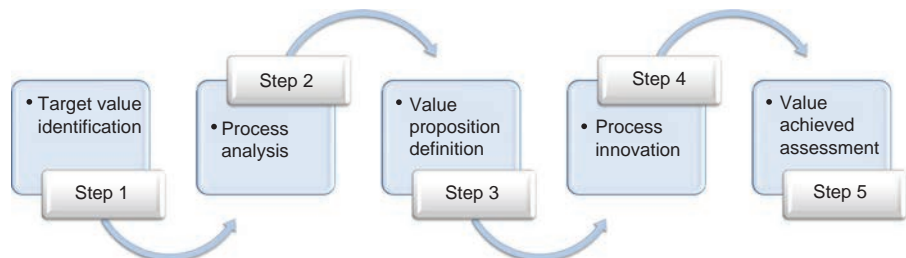 • Target value
identification
Step 1
Step 2
• Process
analysis
• Value
proposition
definition
Step 3
Step 4
• Process
innovation
• Value
achieved
assessment
Step 5